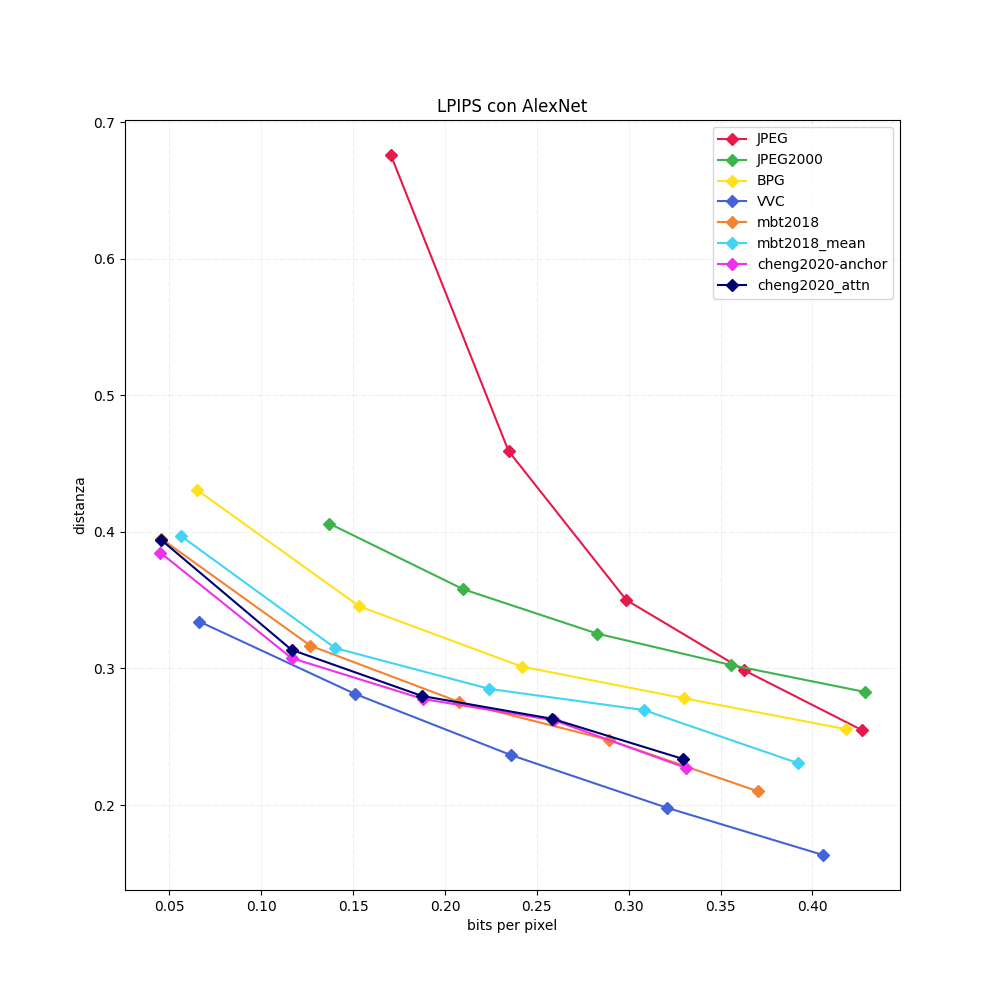 LPIPS con AlexNet
0.7
0.6
0.5
0.4
0.3
0.2
distanza
JPEG
JPEG2000
BPG
VVC
mbt2018
mbt2018_mean
cheng2020-anchor
cheng2020_attn
0.05 0.10 0.15 0.20 0.25 0.30 0.35 0.40
bits per pixel